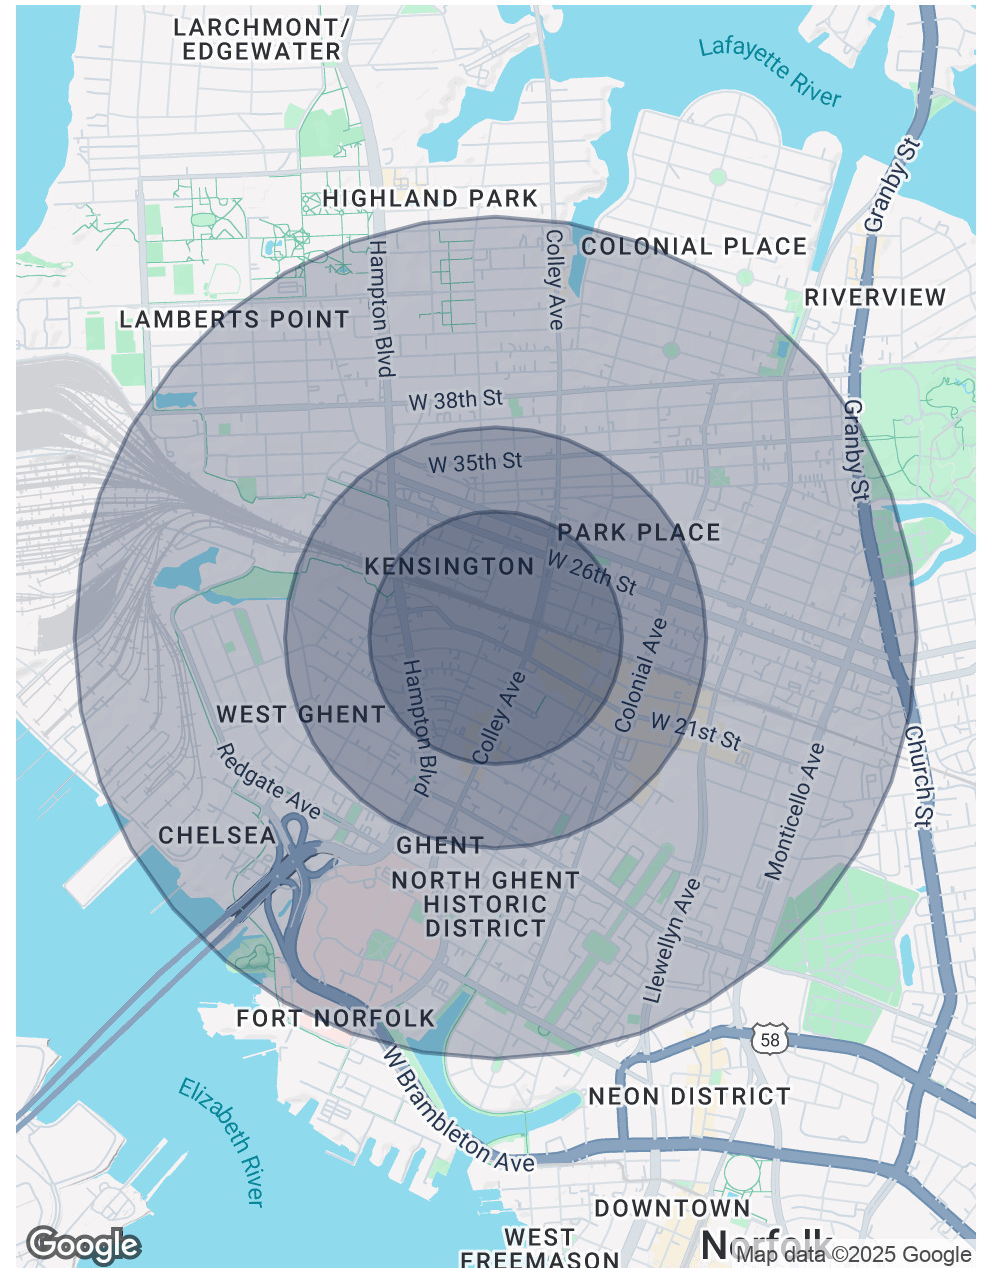 LARCHMONT/
EDGEWATER
Lafayette River
Granby St
HIGHLAND PARK
Hampton Blvd
Colley Ave
COLONIAL PLACE
RIVERVIEW
LAMBERTS POINT
W 38th St
Granby St
W 35th St
PARK PLACE
KENSINGTON
W 26th St
Colonial Ave
Hampton Blvd
Colley Ave
WEST GHENT
W 21st St
Redgate Ave
Monticello Ave
Church St
CHELSEA
GHENT
NORTH GHENT
HISTORIC
DISTRICT
Llewellyn Ave
FORT NORFOLK
58
W Brambleton Ave
NEON DISTRICT
Elizabeth River
DOWNTOWN
WEST
FREEMASON
Norfolk
Google
Map data ©2025 Google